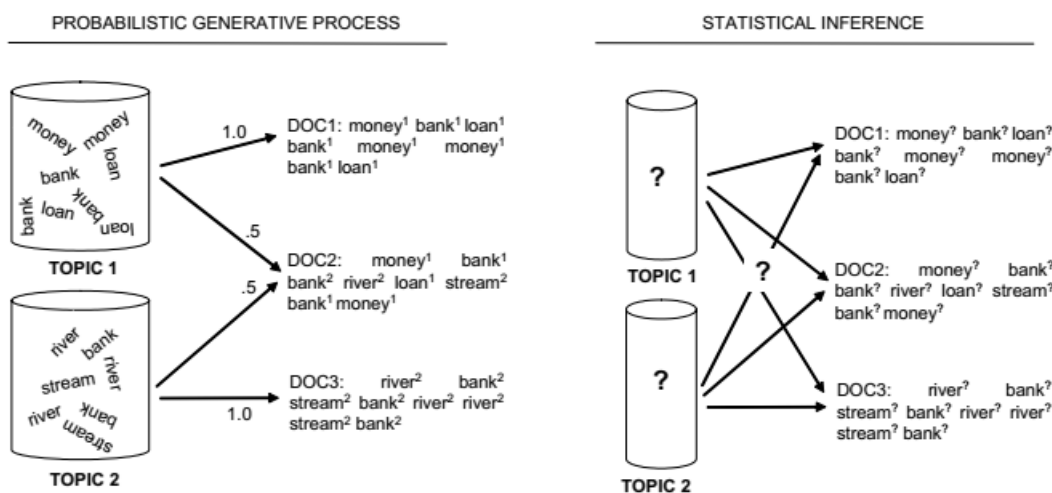 PROBABILISTIC GENERATIVE PROCESS
money
money
loan
bank
bank
loan
bank
loan
TOPIC 1
river
bank
river
stream
river
bank
stream
TOPIC 2
1.0
.5
.5
1.0
DOC1: money¹ bank¹ loan¹
bank¹ money¹ money¹
bank¹ loan¹
DOC2: money¹ bank¹
bank² river² loan¹ stream²
bank¹ money¹
DOC3: river² bank²
stream² bank² river² river²
stream² bank²
STATISTICAL INFERENCE
?
TOPIC 1
?
TOPIC 2
?
DOC1: money? bank? loan?
bank? money? money?
bank? loan?
DOC2: money? bank?
bank? river? loan? stream?
bank? money?
DOC3: river? bank?
stream? bank? river? river?
stream? bank?